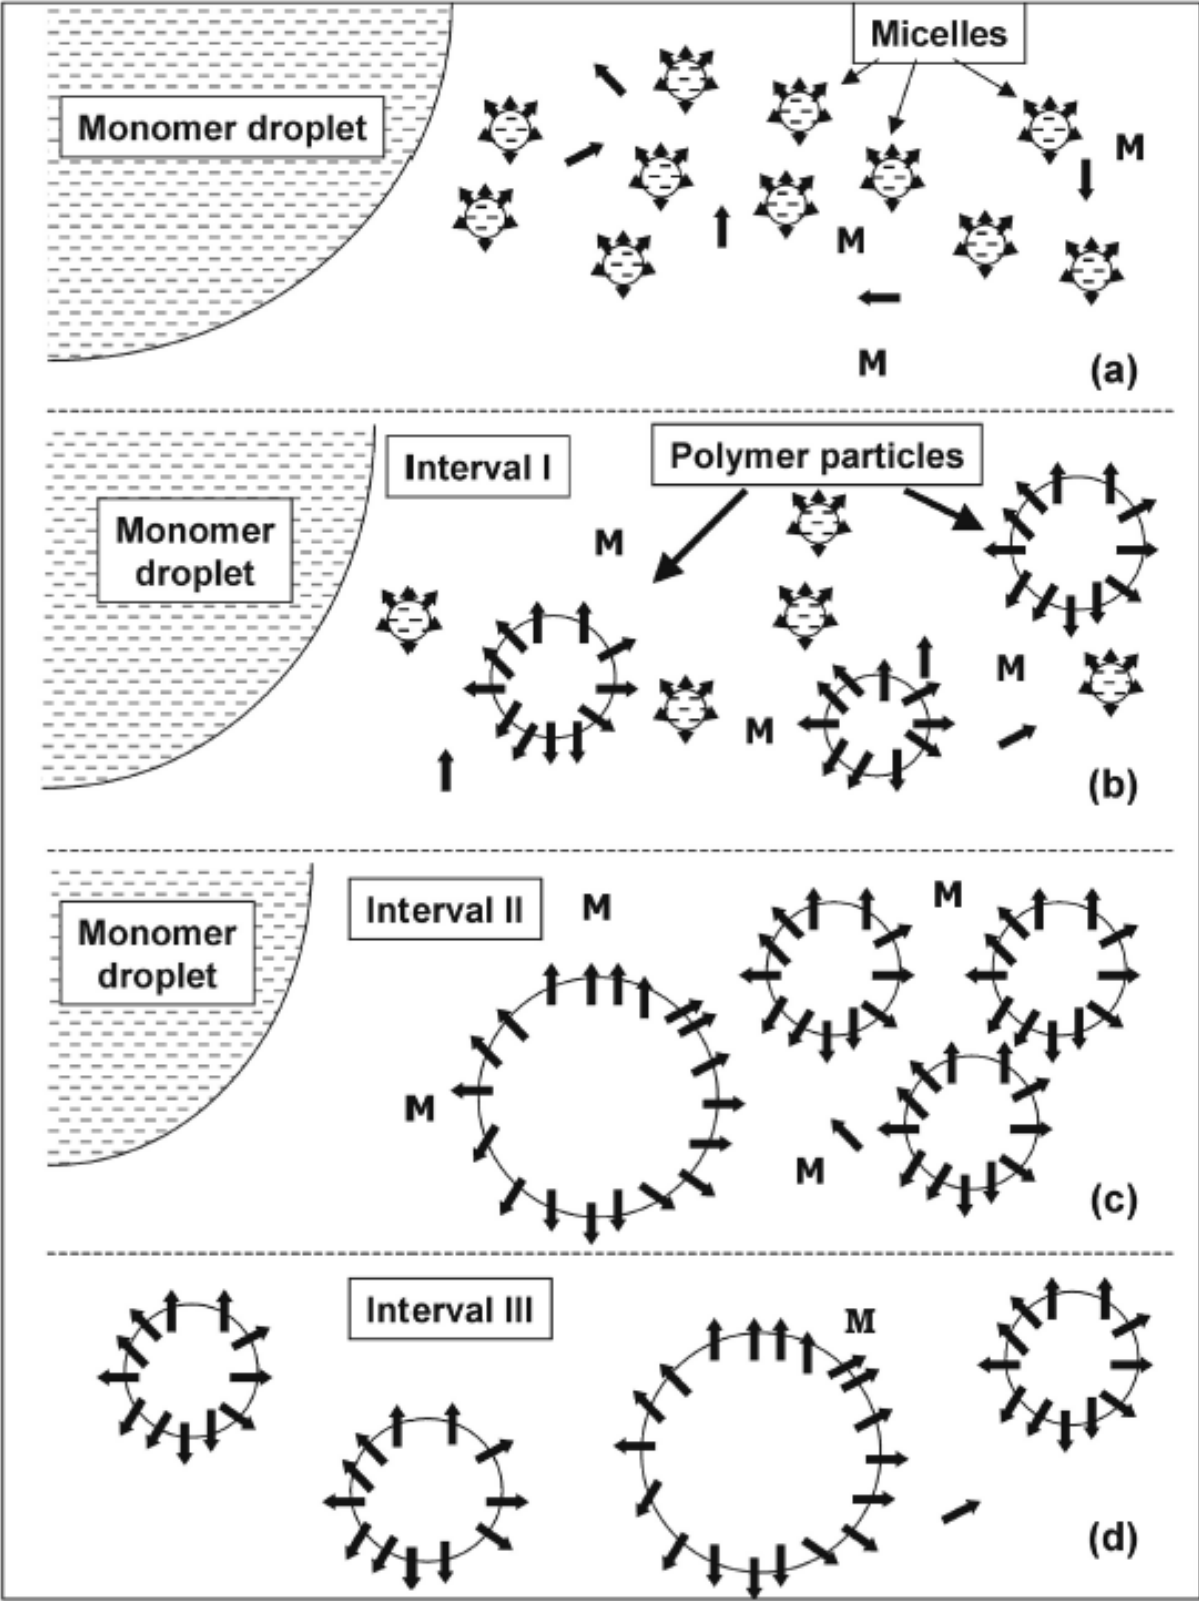 Micelles
Monomer droplet
M
M
M
(a)
Interval I
Polymer particles
Monomer
droplet
M
M
M
(b)
Interval II
M
M
Monomer
droplet
M
M
(c)
Interval III
M
(d)